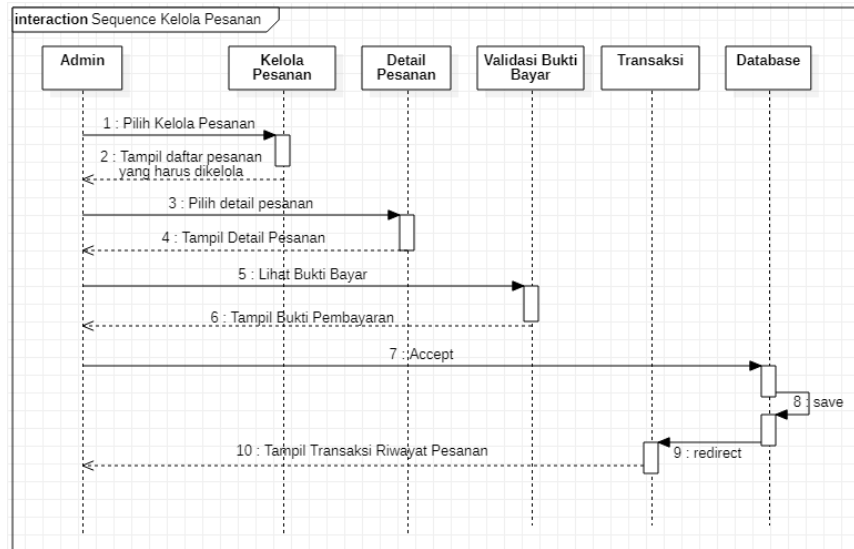 interaction Sequence Kelola Pesanan
Admin
Kelola
Pesanan
Detail
Pesanan
Validasi Bukti
Bayar
Transaksi
Database
1 : Pilih Kelola Pesanan
2 : Tampil daftar pesanan
yang harus dikelola
3 : Pilih detail pesanan
4 : Tampil Detail Pesanan
5 : Lihat Bukti Bayar
6 : Tampil Bukti Pembayaran
7 : Accept
8 : save
9 : redirect
10 : Tampil Transaksi Riwayat Pesanan